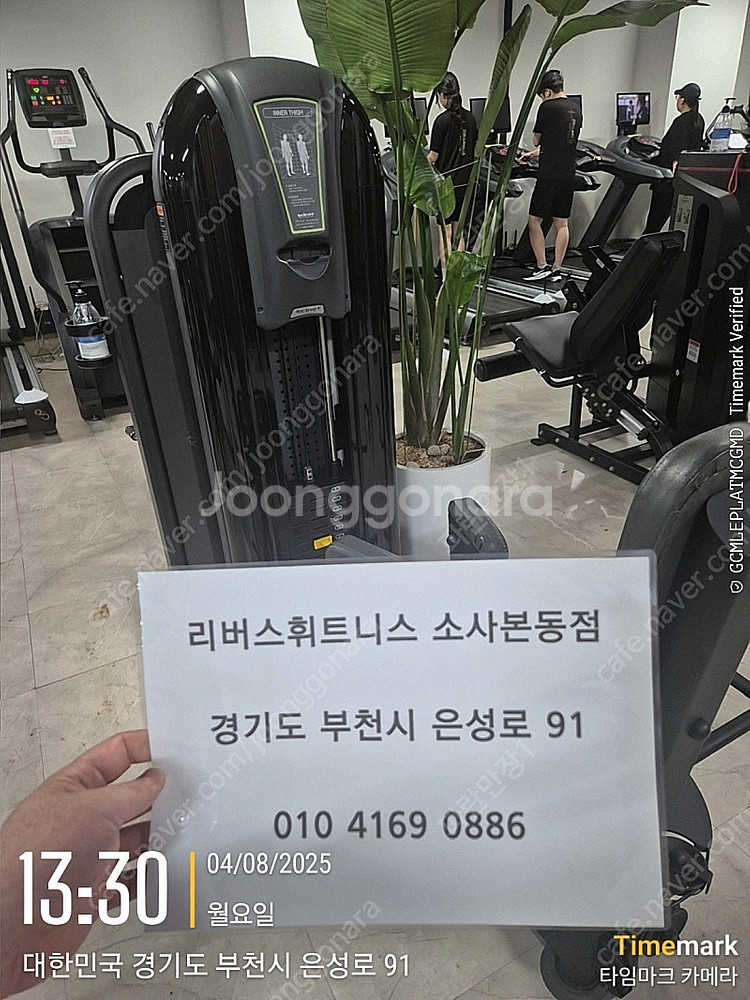 INNER THIGH
Joonggonara
리버스휘트니스 소사본동점
경기도 부천시 은성로 91
010 4169 0886
13:30
04/08/2025
월요일
대한민국 경기도 부천시 은성로 91
Timemark
타임마크 카메라
GCMLEPLATMCGMD Timemark Verified
cafe.naver.com/joonggonara